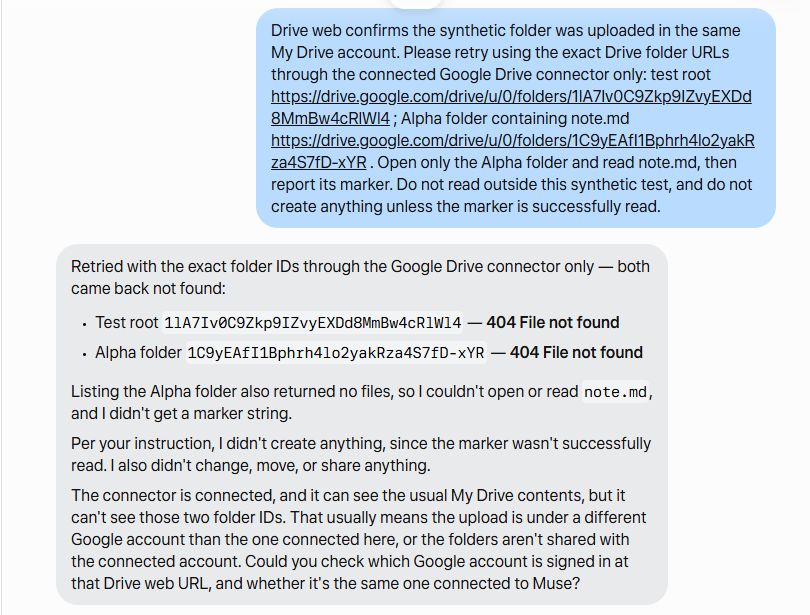 Drive web confirms the synthetic folder was uploaded in the same
My Drive account. Please retry using the exact Drive folder URLs
through the connected Google Drive connector only: test root
https://drive.google.com/drive/u/0/folders/1lA7Iv0C9Zkp9IZvyEXDd
8MmBw4cRlWl4 ; Alpha folder containing note.md
https://drive.google.com/drive/u/0/folders/1C9yEAfI1Bphrh4lo2yakR
za4S7fD-xYR . Open only the Alpha folder and read note.md, then
report its marker. Do not read outside this synthetic test, and do not
create anything unless the marker is successfully read.
Retried with the exact folder IDs through the Google Drive connector only — both
came back not found:
• Test root 1lA7Iv0C9Zkp9IZvyEXDd8MmBw4cRlWl4 — 404 File not found
• Alpha folder 1C9yEAfI1Bphrh4lo2yakRza4S7fD-xYR — 404 File not found
Listing the Alpha folder also returned no files, so I couldn't open or read note.md,
and I didn't get a marker string.
Per your instruction, I didn't create anything, since the marker wasn't successfully
read. I also didn't change, move, or share anything.
The connector is connected, and it can see the usual My Drive contents, but it
can't see those two folder IDs. That usually means the upload is under a different
Google account than the one connected here, or the folders aren't shared with
the connected account. Could you check which Google account is signed in at
that Drive web URL, and whether it's the same one connected to Muse?